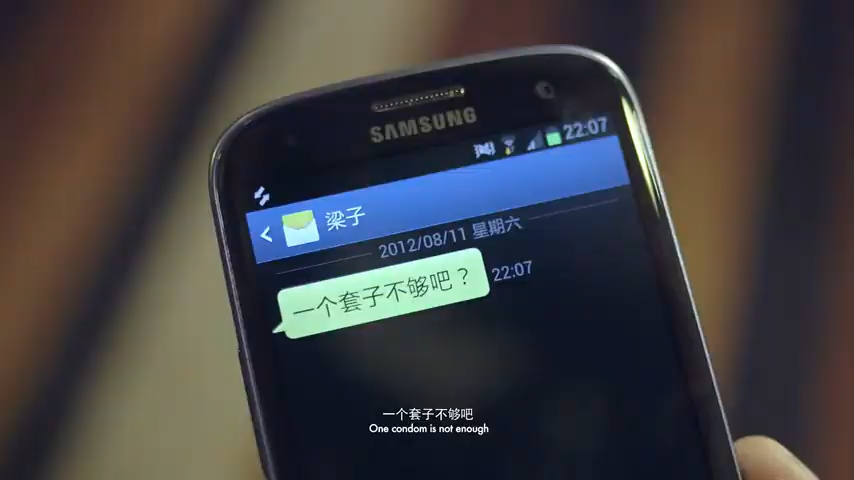 SAMSUNG
22:07
梁子
2012/08/11 星期六
一个套子不够吧？ 22:07
一个套子不够吧
One condom is not enough